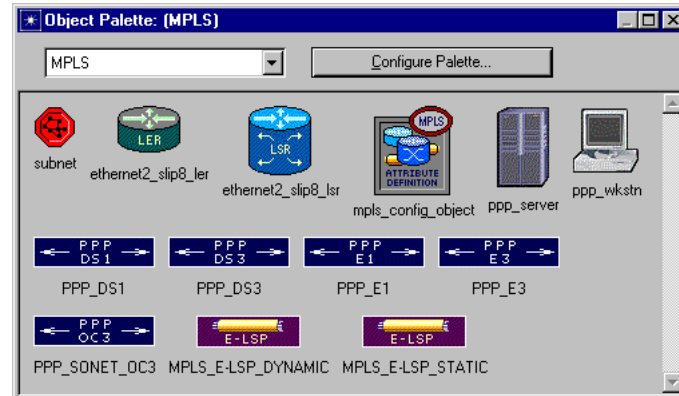 Object Palette: (MPLS)
MPLS
Configure Palette...
LER
LSR
MPLS
ATTRIBUTE
DEFINITION
subnet
ethernet2_slip8_ler
ethernet2_slip8_lsr
mpls_config_object
ppp_server
ppp_wkstn
PPP
DS1
PPP
DS3
PPP
E1
PPP
E3
PPP_DS1
PPP_DS3
PPP_E1
PPP_E3
PPP
OC3
E-LSP
E-LSP
PPP_SONET_OC3
MPLS_E-LSP_DYNAMIC
MPLS_E-LSP_STATIC